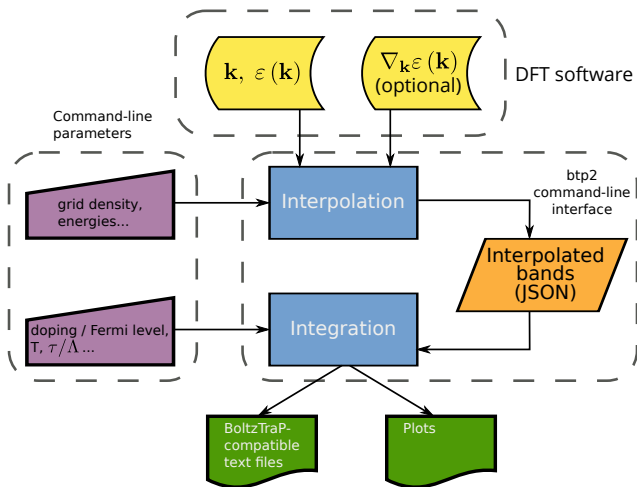 k, ε (k)
∇kε (k)
(optional)
DFT software
Command-line
parameters
btp2
command-line
interface
grid density,
energies...
Interpolation
Interpolated
bands
(JSON)
doping / Fermi level,
T, τ/Λ ...
Integration
BoltzTraP-
compatible
text files
Plots